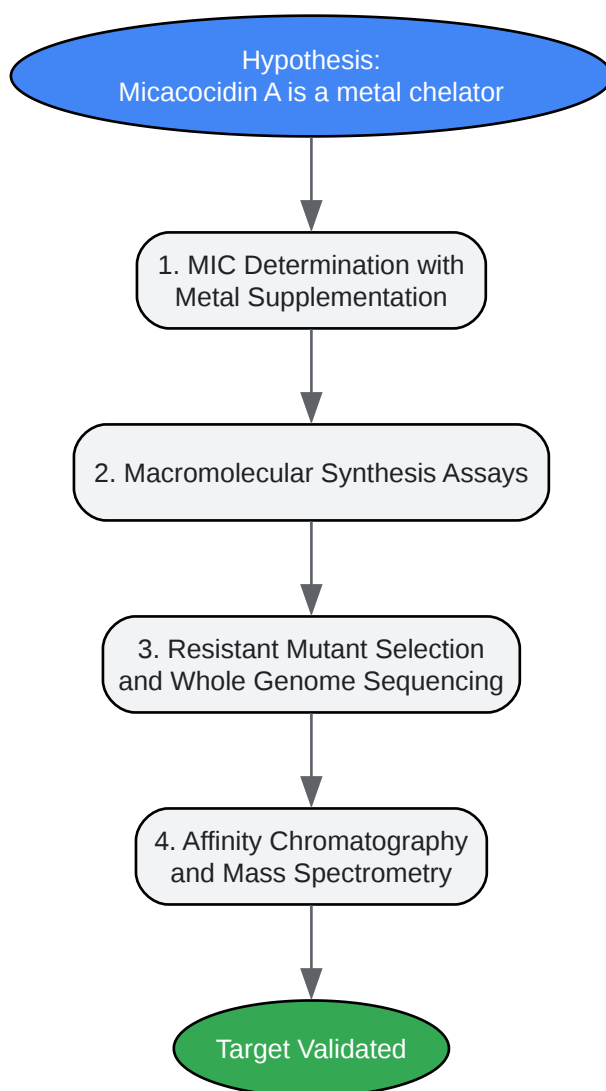 Hypothesis:
Micacocidin A is a metal chelator
1. MIC Determination with
Metal Supplementation
2. Macromolecular Synthesis Assays
3. Resistant Mutant Selection
and Whole Genome Sequencing
4. Affinity Chromatography
and Mass Spectrometry
Target Validated